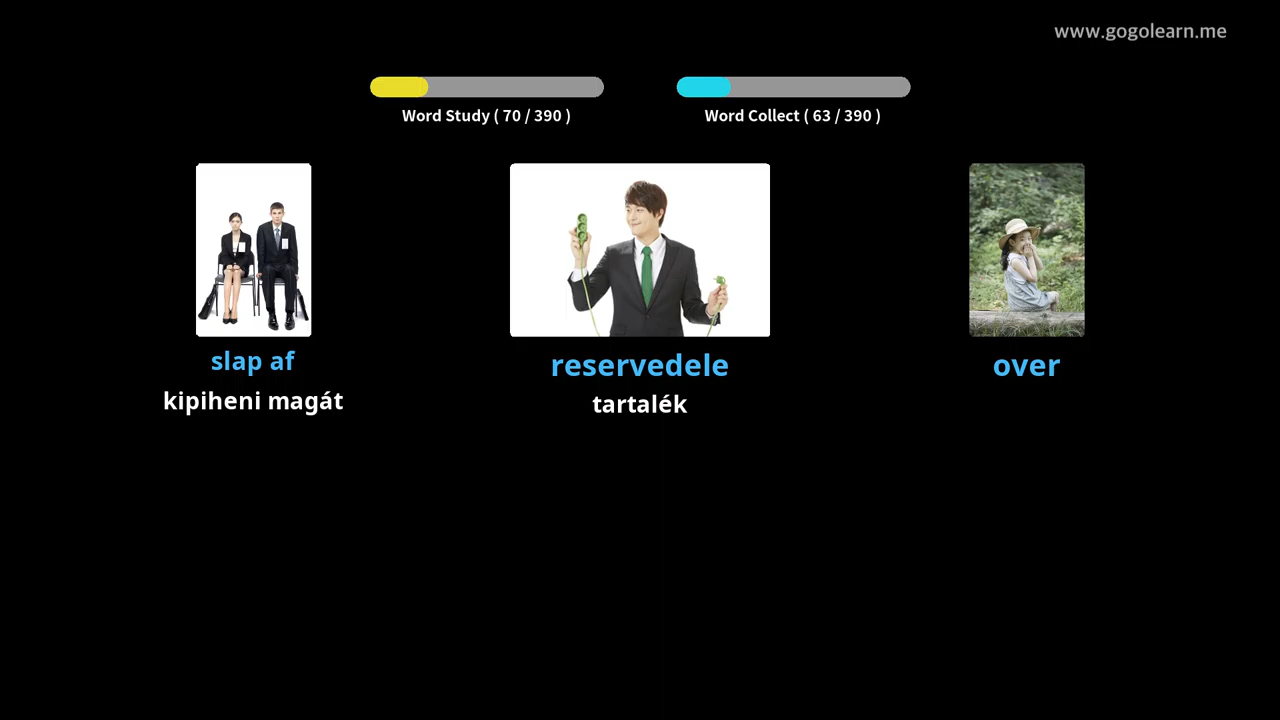 www.gogolearn.me
Word Study ( 70 / 390 )
Word Collect ( 63 / 390 )
slap af
kipiheni magát
reservedele
tartalék
over